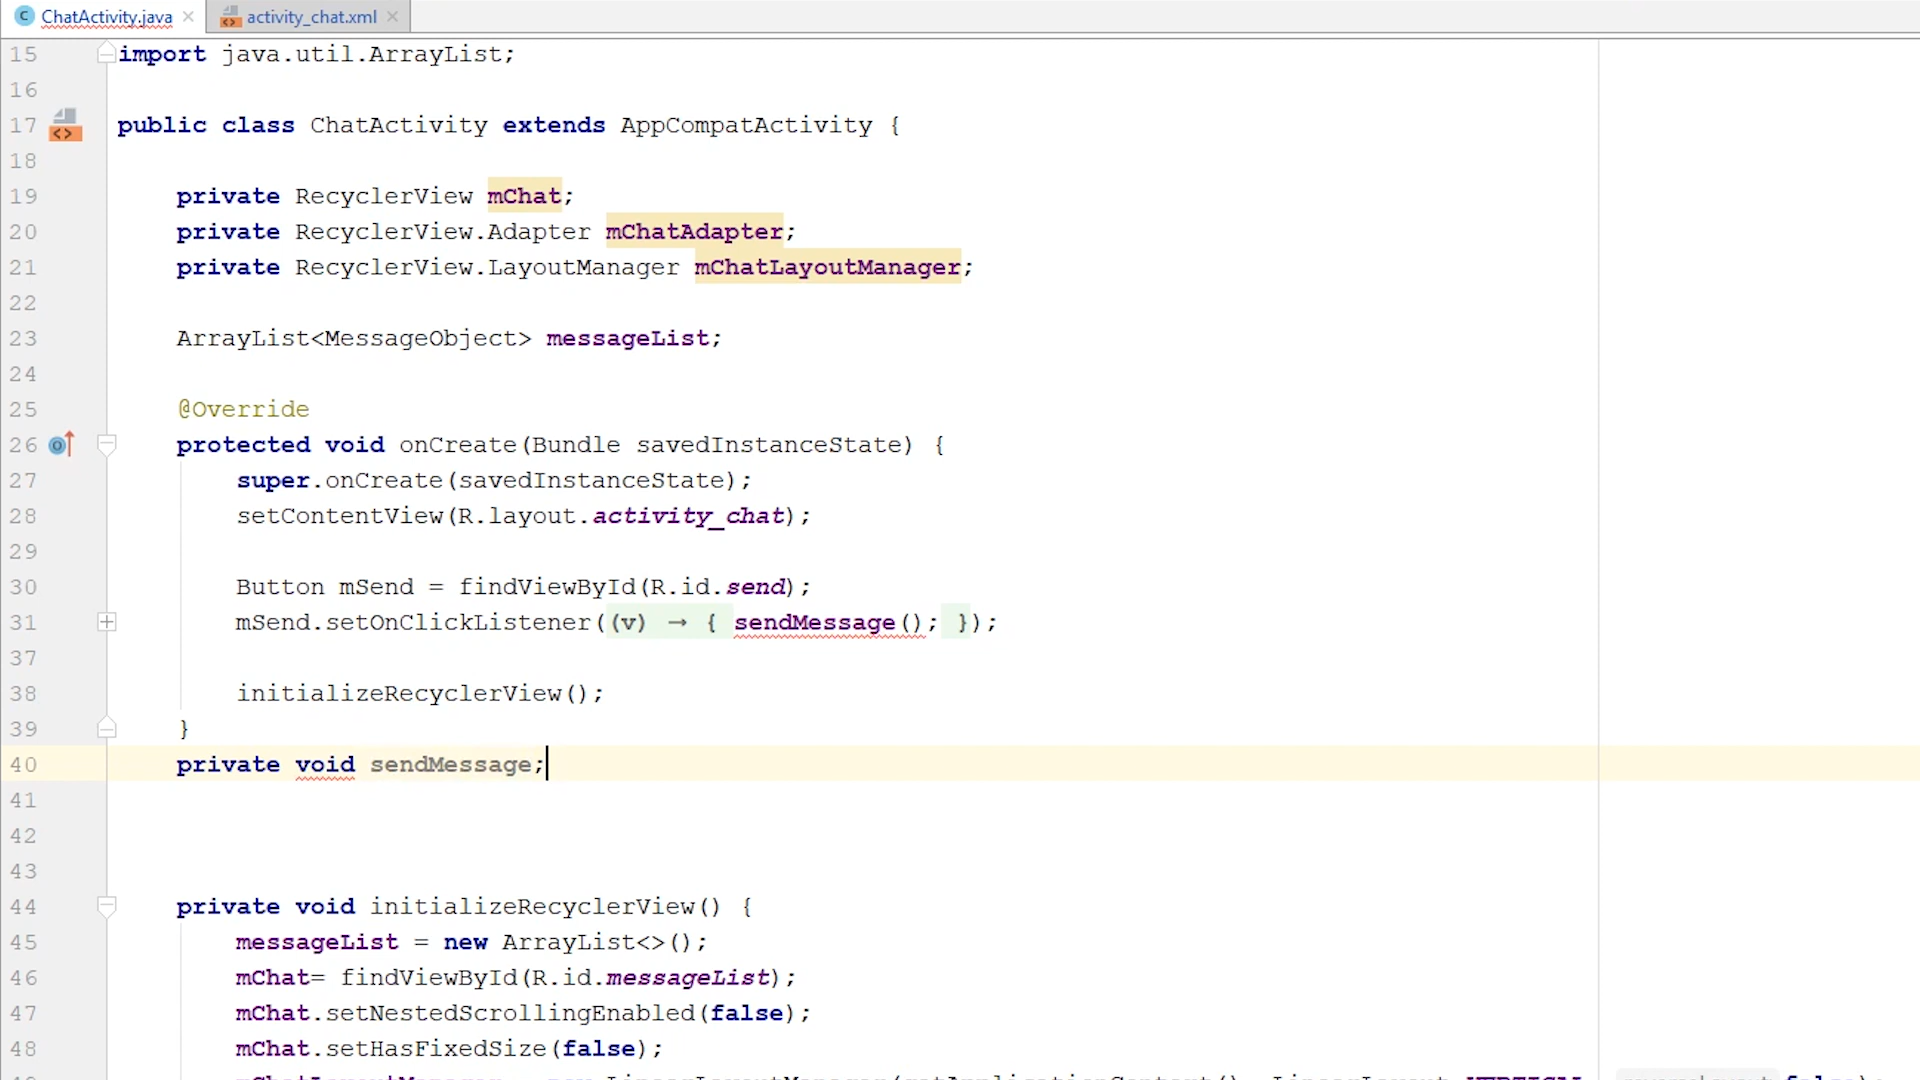 ChatActivity.java activity_chat.xml
15 import java.util.ArrayList;
16
17 public class ChatActivity extends AppCompatActivity {
18
19 private RecyclerView mChat;
20 private RecyclerView.Adapter mChatAdapter;
21 private RecyclerView.LayoutManager mChatLayoutManager;
22
23 ArrayList<MessageObject> messageList;
24
25 @Override
26 protected void onCreate(Bundle savedInstanceState) {
27 super.onCreate(savedInstanceState);
28 setContentView(R.layout.activity_chat);
29
30 Button mSend = findViewById(R.id.send);
31 mSend.setOnClickListener((v) → { sendMessage(); });
37
38 initializeRecyclerView();
39 }
40 private void sendMessage;
41
42
43
44 private void initializeRecyclerView() {
45 messageList = new ArrayList<>();
46 mChat= findViewById(R.id.messageList);
47 mChat.setNestedScrollingEnabled(false);
48 mChat.setHasFixedSize(false);